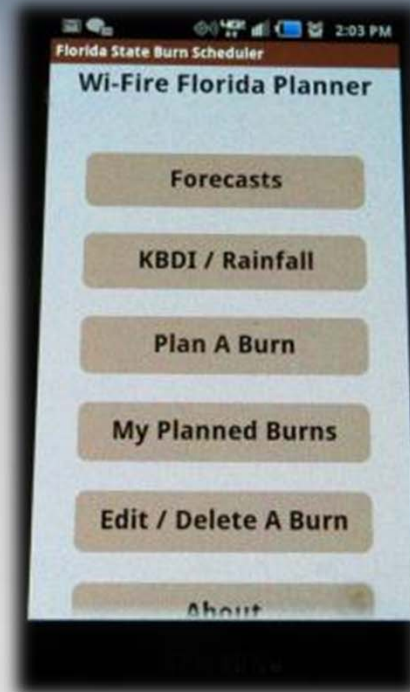 2:03 PM
Florida State Burn Scheduler
Wi-Fire Florida Planner
Forecasts
KBDI / Rainfall
Plan A Burn
My Planned Burns
Edit / Delete A Burn
About